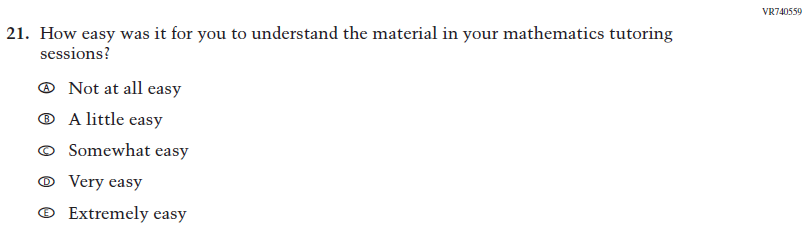 VR740559
21. How easy was it for you to understand the material in your mathematics tutoring
sessions?
A Not at all easy
B A little easy
C Somewhat easy
D Very easy
E Extremely easy